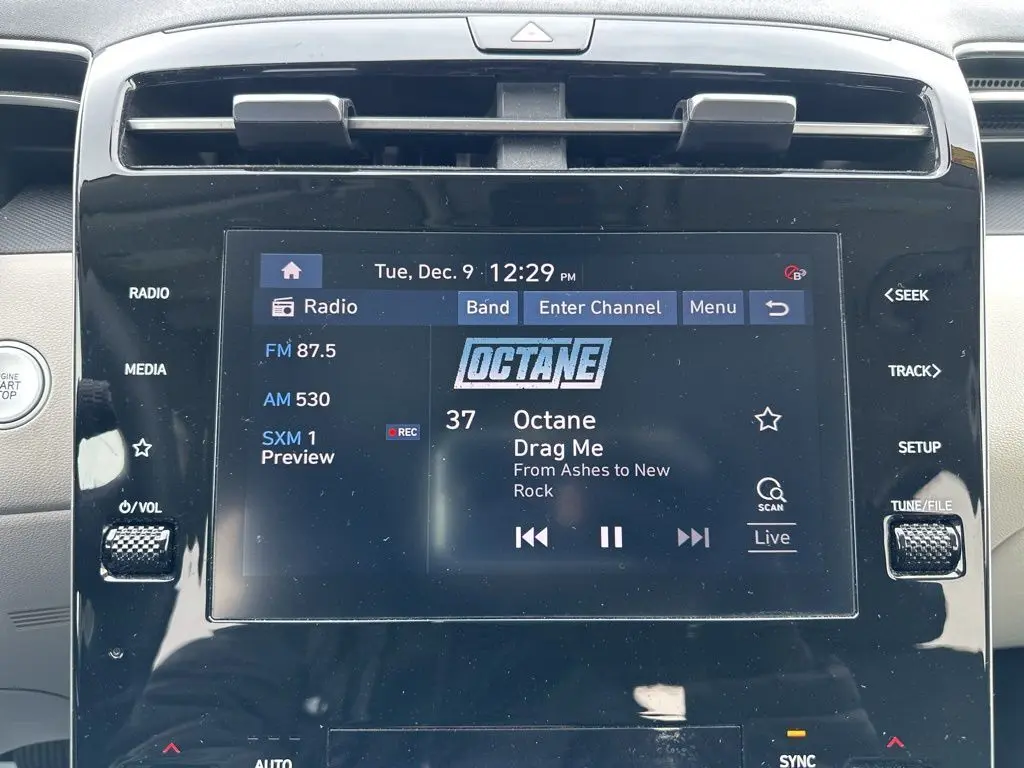 Tue, Dec. 9 12:29 PM
RADIO
<SEEK
Radio
Band
Enter Channel
Menu
FM 87.5
OCTANE
MEDIA
TRACK>
AM 530
37
Octane
SXM 1
REC
Preview
Drag Me
From Ashes to New
Rock
SETUP
SCAN
Live
/VOL
TUNE/FILE
AUTO
SYNC